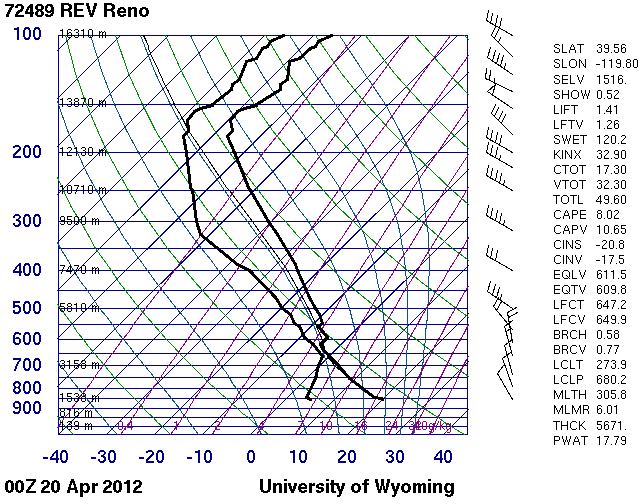 72489 REV Reno
100
16310 m
13870 m
200
12130 m
10710 m
300
9500 m
400
7470 m
500
5810 m
600
700
3158 m
800
1538 m
900
816 m
139 m
0.4 1 2 4 7 10 16 24 g/kg
-40 -30 -20 -10 0 10 20 30 40
00Z 20 Apr 2012 University of Wyoming
SLAT 39.56
SLON -119.80
SELV 1516.
SHOW 0.52
LIFT 1.41
LFTV 1.26
SWET 120.2
KINX 32.90
CTOT 17.30
VTOT 32.30
TOTL 49.60
CAPE 8.02
CAPV 10.65
CINS -20.8
CINV -17.5
EQLV 611.5
EQTV 609.8
LFCT 647.2
LFCV 649.9
BRCH 0.58
BRCV 0.77
LCLT 273.9
LCLP 680.2
MLTH 305.8
MLMR 6.01
THCK 5671.
PWAT 17.79